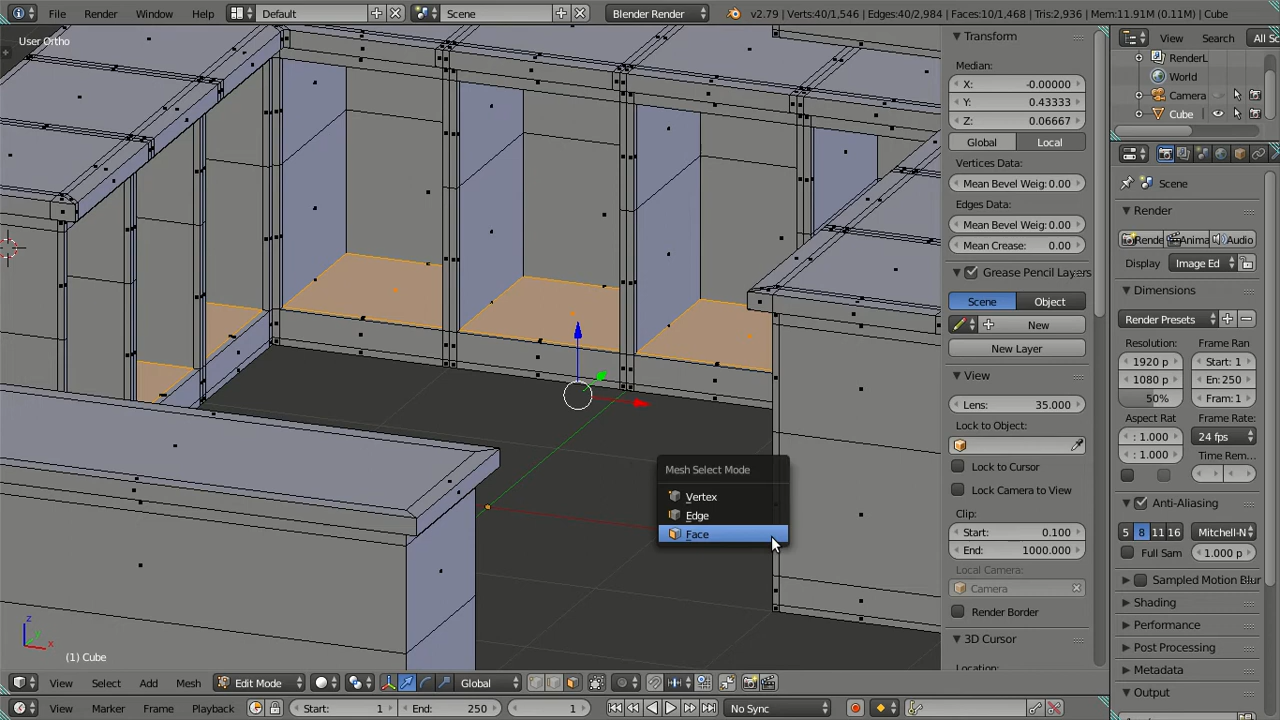 File Render Window Help Default Scene Blender Render v2.79 | Verts:40/1,546 | Edges:40/2,984 | Faces:10/1,468 | Tris:2,936 | Mem:11.91M (0.11M) | Cube
User Ortho
Transform
Median:
X: -0.00000
Y: 0.43333
Z: 0.06667
Global Local
Vertices Data:
Mean Bevel Weig: 0.00
Edges Data:
Mean Bevel Weig: 0.00
Mean Crease: 0.00
Grease Pencil Layers
Scene Object
New
New Layer
View
Lens: 35.000
Lock to Object:
Lock to Cursor
Lock Camera to View
Clip:
Start: 0.100
End: 1000.000
Local Camera:
Camera
Render Border
3D Cursor
Location:
View Search All Sc
RenderL
World
Camera
Cube
Scene
Render
Rende Anima Audio
Display Image Ed
Dimensions
Render Presets
Resolution: Frame Ran
1920 p Start: 1
1080 p En: 250
50% Fram: 1
Aspect Rat Frame Rate:
: 1.000 24 fps
: 1.000 Time Rem
Anti-Aliasing
5 8 11 16 Mitchell-N
Full Sam 1.000 p
Sampled Motion Blur
Shading
Performance
Post Processing
Metadata
Output
Mesh Select Mode
Vertex
Edge
Face
z
y
x
(1) Cube
View Select Add Mesh Edit Mode Global
View Marker Frame Playback Start: 1 End: 250 1 No Sync